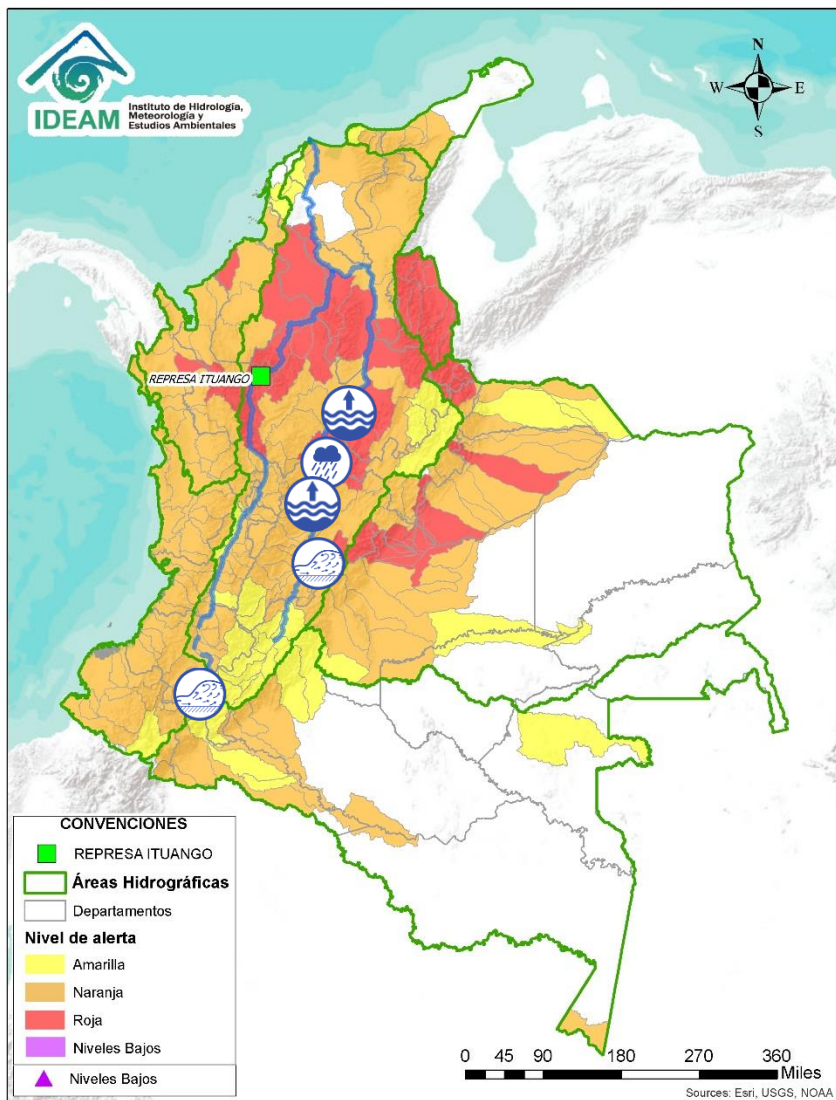 IDEAM
Instituto de Hidrología,
Meteorología y
Estudios Ambientales
N
W
E
S
REPRESA ITUANGO
CONVENCIONES
REPRESA ITUANGO
Áreas Hidrográficas
Departamentos
Nivel de alerta
Amarilla
Naranja
Roja
Niveles Bajos
Niveles Bajos
0 45 90 180 270 360
Miles
Sources: Esri, USGS, NOAA